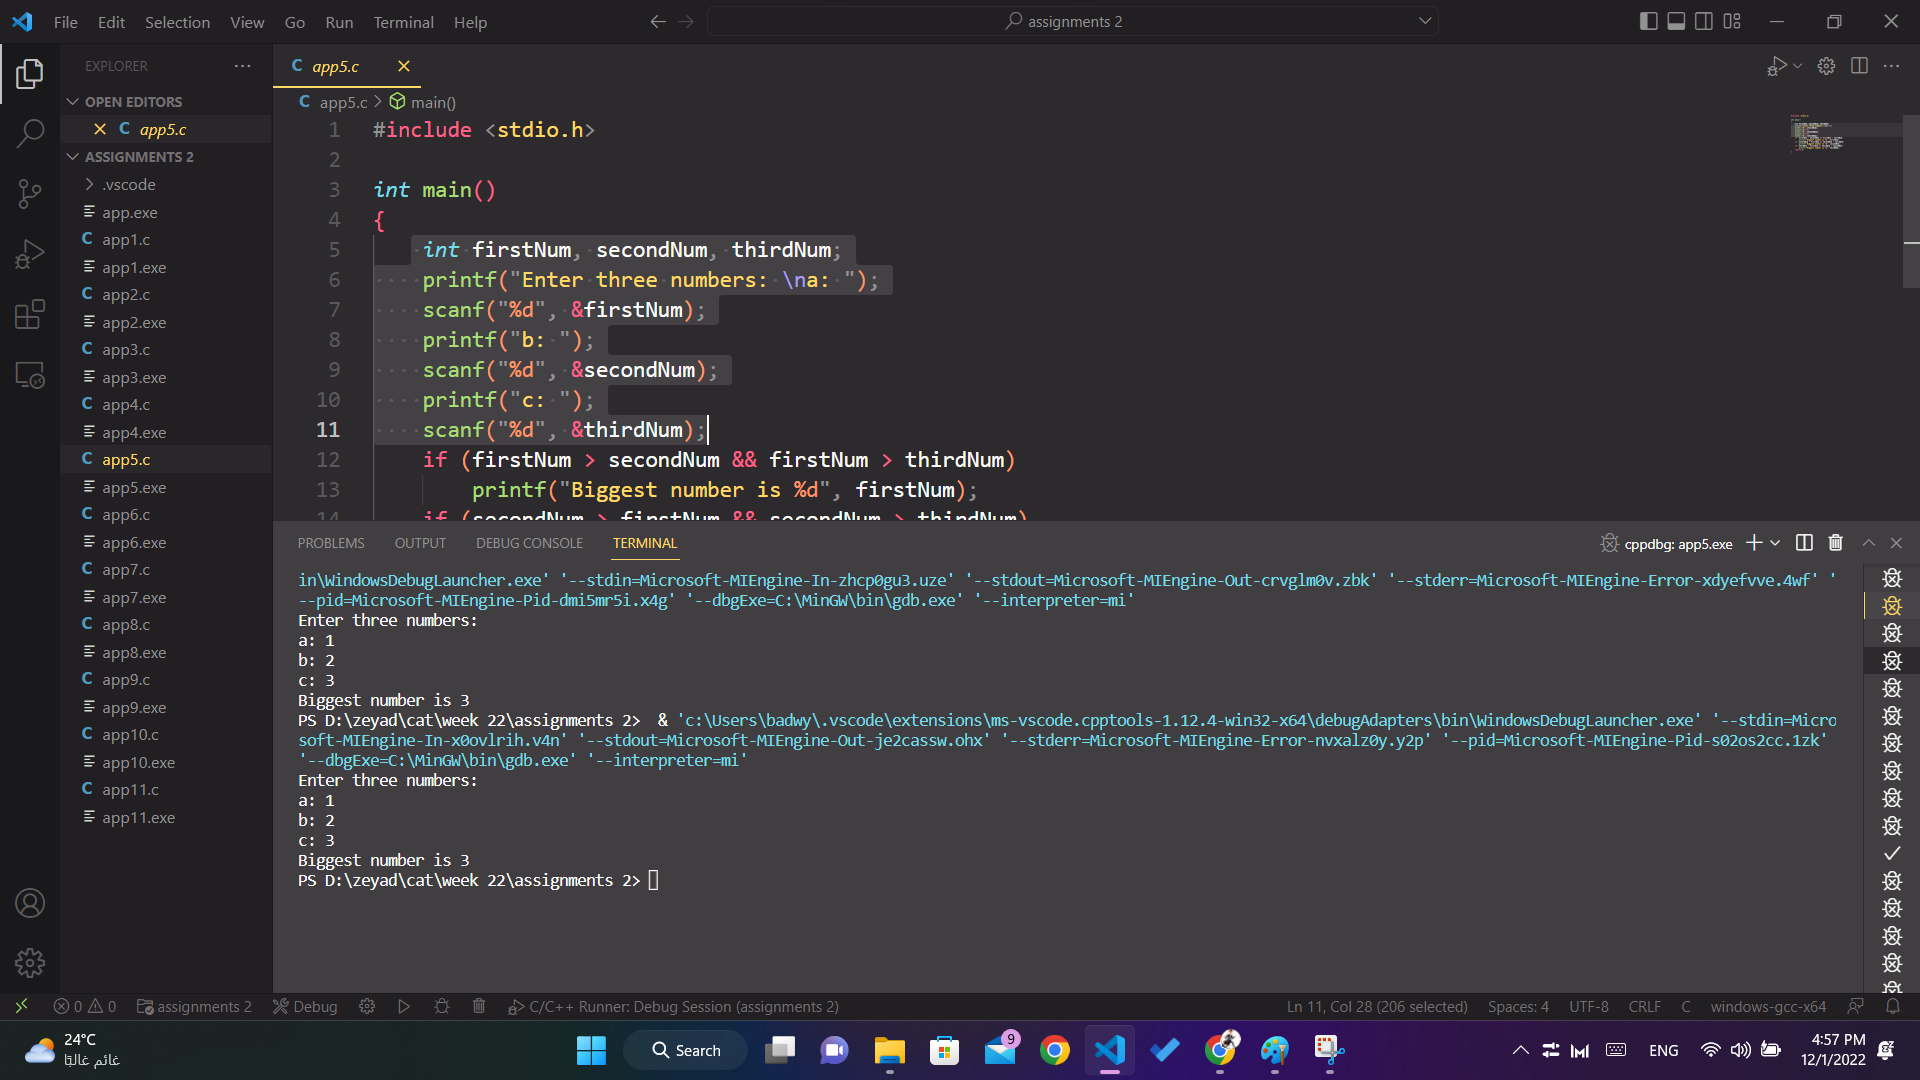 File Edit Selection View Go Run Terminal Help
assignments 2
EXPLORER
OPEN EDITORS
app5.c
ASSIGNMENTS 2
.vscode
app.exe
app1.c
app1.exe
app2.c
app2.exe
app3.c
app3.exe
app4.c
app4.exe
app5.c
app5.exe
app6.c
app6.exe
app7.c
app7.exe
app8.c
app8.exe
app9.c
app9.exe
app10.c
app10.exe
app11.c
app11.exe
C app5.c
C app5.c > main()
1 #include <stdio.h>
2
3 int main()
4 {
5 int firstNum, secondNum, thirdNum;
6 printf("Enter three numbers: \na: ");
7 scanf("%d", &firstNum);
8 printf("b: ");
9 scanf("%d", &secondNum);
10 printf("c: ");
11 scanf("%d", &thirdNum);
12 if (firstNum > secondNum && firstNum > thirdNum)
13 printf("Biggest number is %d", firstNum);
14 if (secondNum > firstNum && secondNum > thirdNum)
PROBLEMS OUTPUT DEBUG CONSOLE TERMINAL
cppdbg: app5.exe
in\WindowsDebugLauncher.exe' '--stdin=Microsoft-MIEngine-In-zhcp0gu3.uze' '--stdout=Microsoft-MIEngine-Out-crvglm0v.zbk' '--stderr=Microsoft-MIEngine-Error-xdyefvve.4wf' '
--pid=Microsoft-MIEngine-Pid-dmi5mr5i.x4g' '--dbgExe=C:\MinGW\bin\gdb.exe' '--interpreter=mi'
Enter three numbers:
a: 1
b: 2
c: 3
Biggest number is 3
PS D:\zeyad\cat\week 22\assignments 2> & 'c:\Users\badwy\.vscode\extensions\ms-vscode.cpptools-1.12.4-win32-x64\debugAdapters\bin\WindowsDebugLauncher.exe' '--stdin=Micro
soft-MIEngine-In-x0ovlrih.v4n' '--stdout=Microsoft-MIEngine-Out-je2cassw.ohx' '--stderr=Microsoft-MIEngine-Error-nvxalz0y.y2p' '--pid=Microsoft-MIEngine-Pid-s02os2cc.1zk'
'--dbgExe=C:\MinGW\bin\gdb.exe' '--interpreter=mi'
Enter three numbers:
a: 1
b: 2
c: 3
Biggest number is 3
PS D:\zeyad\cat\week 22\assignments 2>
0 0 assignments 2 Debug C/C++ Runner: Debug Session (assignments 2)
Ln 11, Col 28 (206 selected) Spaces: 4 UTF-8 CRLF C windows-gcc-x64
24°C
غائم غالبًا
Search
9
ENG
4:57 PM
12/1/2022